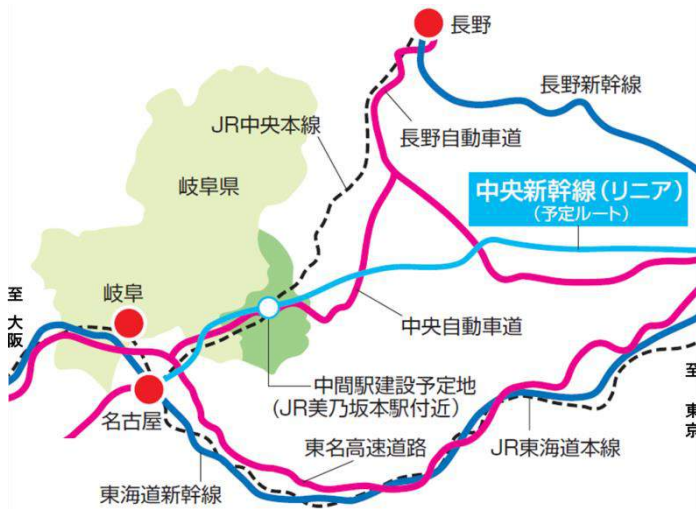 長野
長野新幹線
JR中央本線
長野自動車道
岐阜県
中央新幹線(リニア)
(予定ルート)
至 大阪
岐阜
中央自動車道
中間駅建設予定地
(JR美乃坂本駅付近)
至 東京
名古屋
東名高速道路
JR東海道本線
東海道新幹線